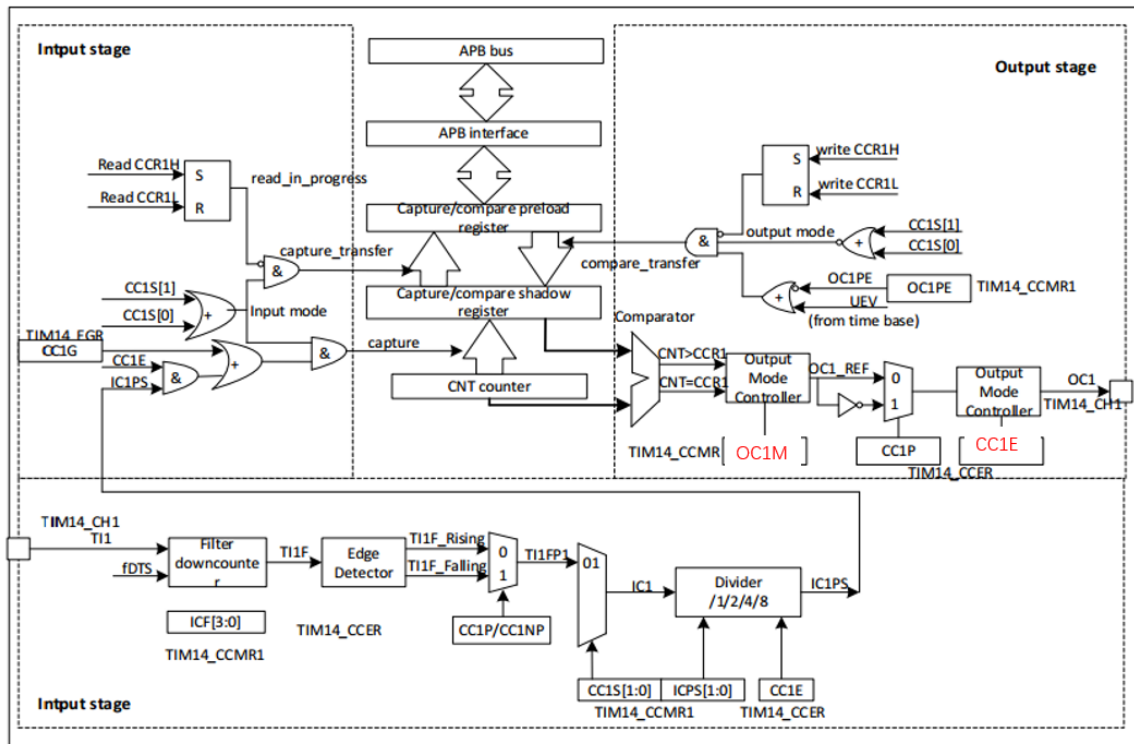 Intput stage
APB bus
Output stage
APB interface
Read CCR1H
Read CCR1L
S
R
read_in_progress
write CCR1H
write CCR1L
S
R
Capture/compare preload
register
capture_transfer
&
compare_transfer
&
output mode
CC1S[1]
CC1S[0]
+
CC1S[1]
CC1S[0]
+
Input mode
Capture/compare shadow
register
OC1PE
OC1PE
TIM14_CCMR1
UEV
(from time base)
+
TIM14_EGR
CC1G
CC1E
IC1PS
&
+
&
capture
CNT counter
Comparator
CNT>CCR1
CNT=CCR1
Output
Mode
Controller
OC1_REF
0
1
Output
Mode
Controller
OC1
TIM14_CH1
TIM14_CCMR
OC1M
CC1P
CC1E
TIM14_CCER
TIIM14_CH1
TI1
fDTS
Filter
downcounte
r
TI1F
Edge
Detector
TI1F_Rising
TI1F_Falling
0
1
TI1FP1
01
IC1
Divider
/1/2/4/8
IC1PS
ICF[3:0]
TIM14_CCMR1
TIM14_CCER
CC1P/CC1NP
CC1S[1:0]
ICPS[1:0]
CC1E
TIM14_CCMR1
TIM14_CCER
Intput stage